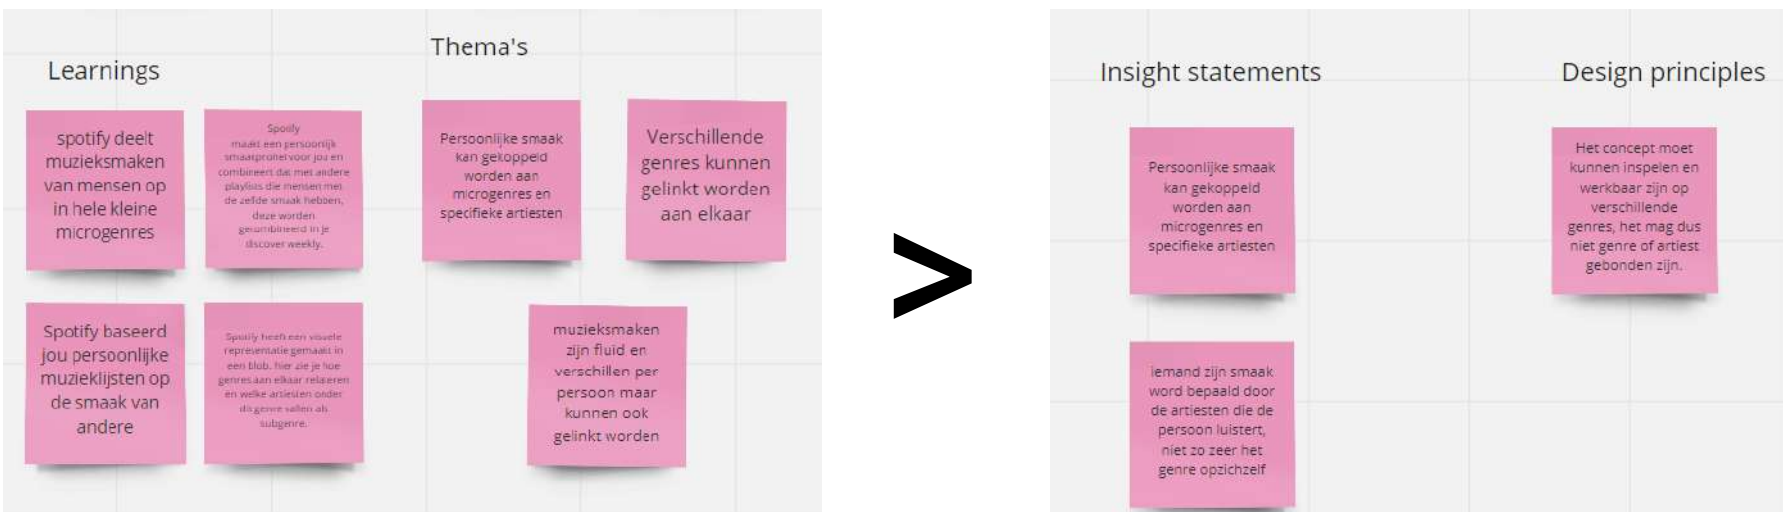 Learnings
spotify deelt
muzieksmaken
van mensen op
in hele kleine
microgenres
Spotify
maakt een persoonlijk
smaakprofiel voor jou en
combineert dat met andere
playlists die mensen met
de zelfde smaak hebben,
deze worden
gecombineerd in je
discover weekly.
Spotify baseerd
jou persoonlijke
muzieklijsten op
de smaak van
andere
Spotify heeft een visuele
representatie gemaakt in
een blob. hier zie je hoe
genres aan elkaar relateren
en welke artiesten onder
dit genre vallen als
subgenre.
Thema's
Persoonlijke smaak
kan gekoppeld
worden aan
microgenres en
specifieke artiesten
Verschillende
genres kunnen
gelinkt worden
aan elkaar
muzieksmaken
zijn fluid en
verschillen per
persoon maar
kunnen ook
gelinkt worden
>
Insight statements
Persoonlijke smaak
kan gekoppeld
worden aan
microgenres en
specifieke artiesten
iemand zijn smaak
word bepaald door
de artiesten die de
persoon luistert,
niet zo zeer het
genre opzichzelf
Design principles
Het concept moet
kunnen inspelen en
werkbaar zijn op
verschillende
genres, het mag dus
niet genre of artiest
gebonden zijn.